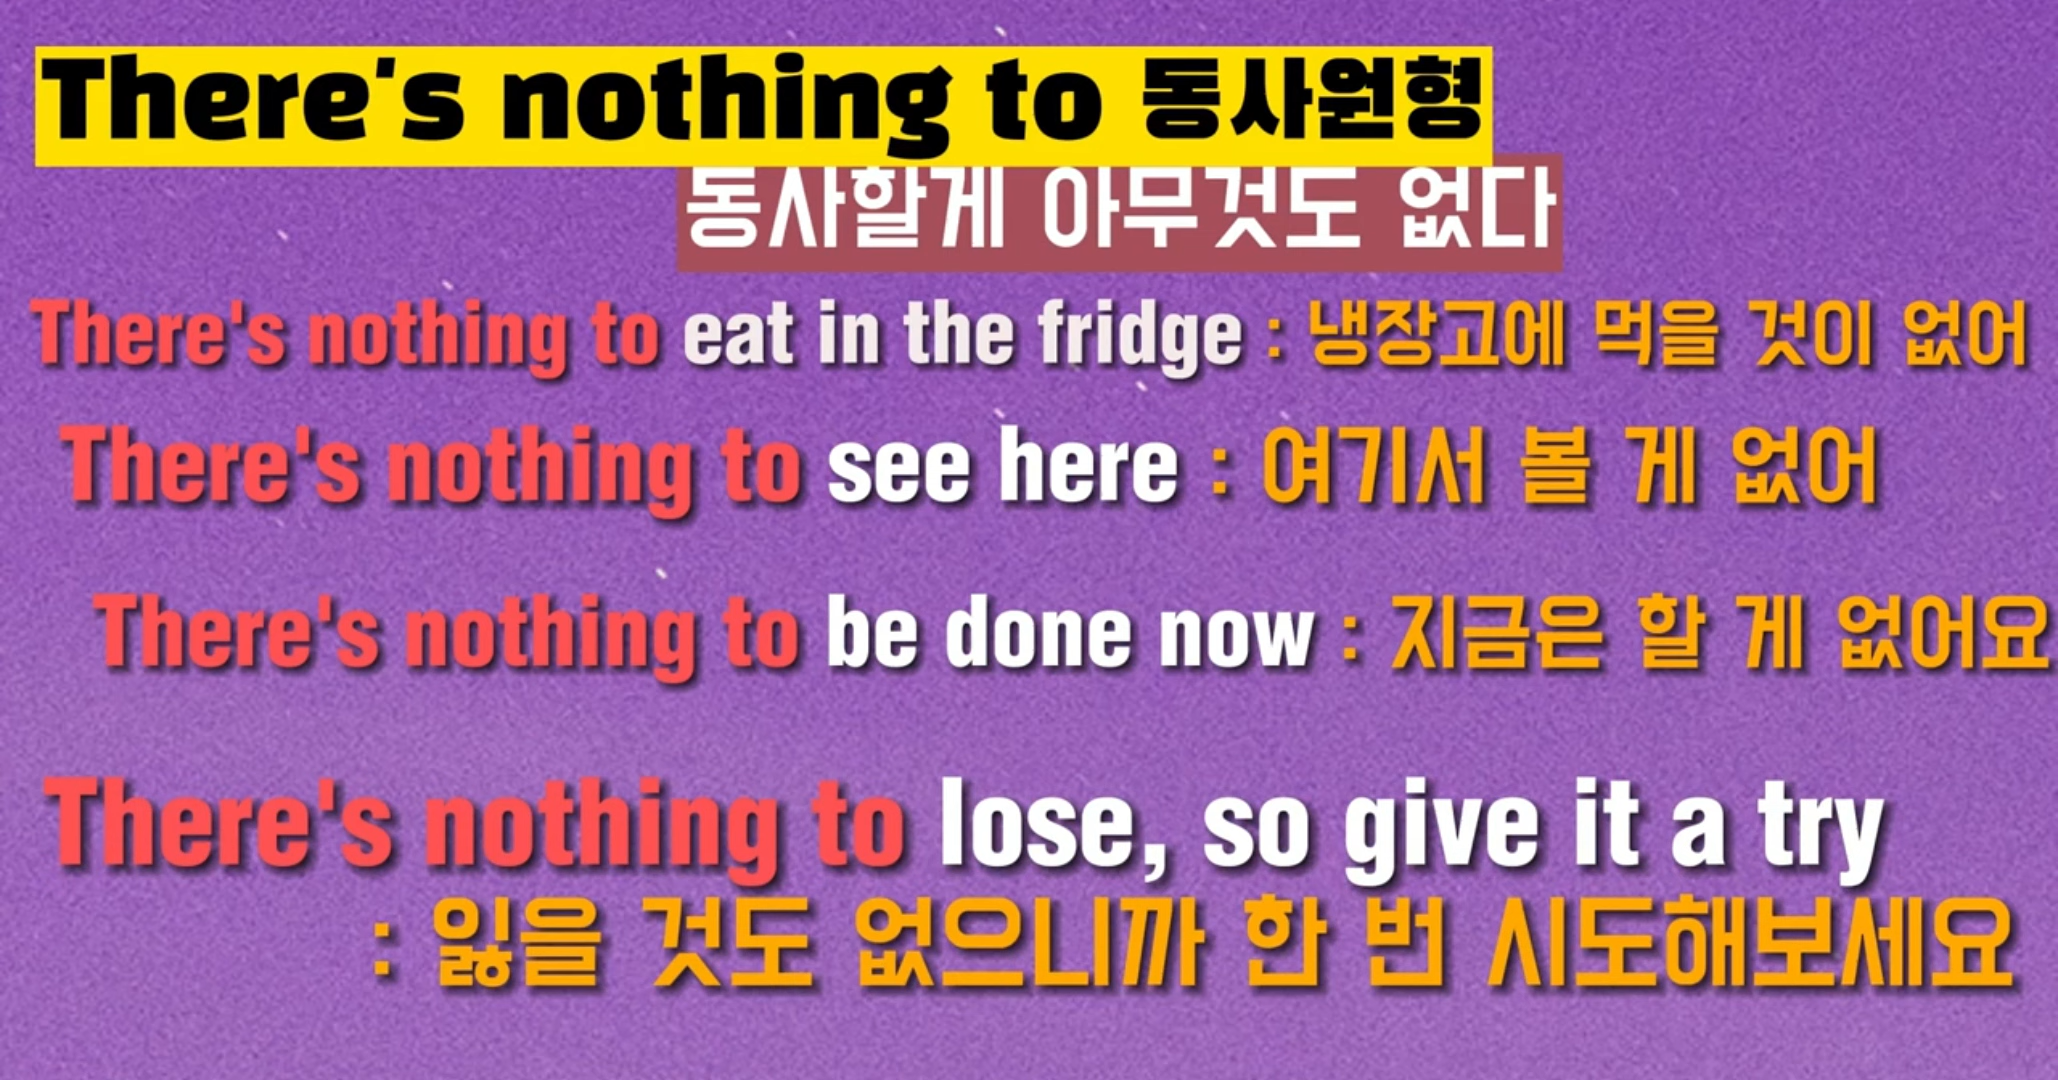 There's nothing to 동사원형
동사할게 아무것도 없다
There's nothing to eat in the fridge : 냉장고에 먹을 것이 없어
There's nothing to see here : 여기서 볼 게 없어
There's nothing to be done now : 지금은 할 게 없어요
There's nothing to lose, so give it a try
: 잃을 것도 없으니까 한 번 시도해보세요